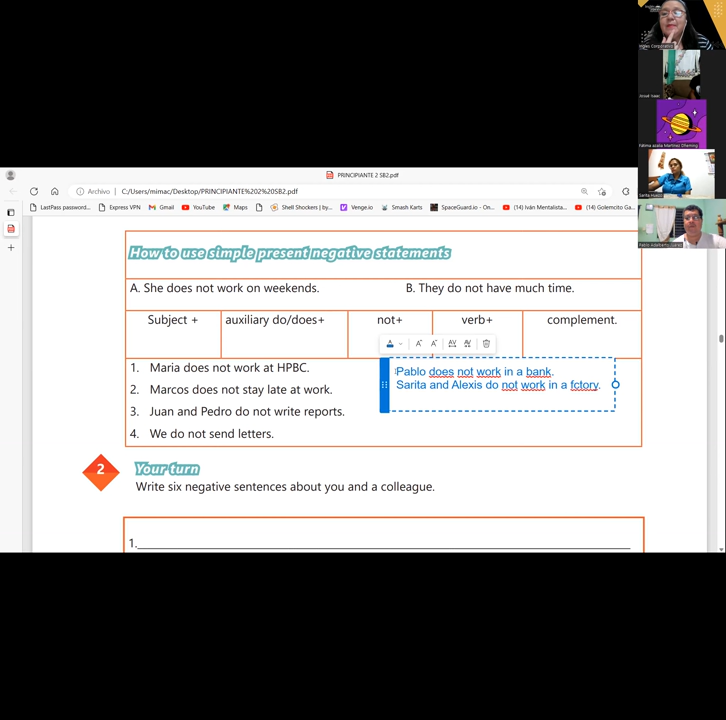 PRINCIPIANTE 2 SB2.pdf
Archivo | C:/Users/mimac/Desktop/PRINCIPIANTE%202%20SB2.pdf
LastPass password... Express VPN Gmail YouTube Maps Shell Shockers | by... Venge.io Smash Karts SpaceGuard.io - On... (14) Iván Mentalista... (14) Golemcito Ga...
How to use simple present negative statements
A. She does not work on weekends. B. They do not have much time.
Subject + auxiliary do/does+ not+ verb+ complement.
1. Maria does not work at HPBC.
2. Marcos does not stay late at work.
3. Juan and Pedro do not write reports.
4. We do not send letters.
Pablo does not work in a bank.
Sarita and Alexis do not work in a fctory.
2 Your turn
Write six negative sentences about you and a colleague.
1.